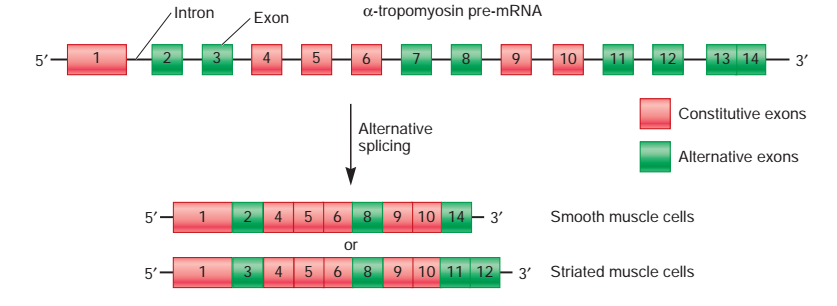 α-tropomyosin pre-mRNA
Intron
Exon
5′ 1 2 3 4 5 6 7 8 9 10 11 12 13 14 3′
Constitutive exons
Alternative
splicing
Alternative exons
5′ 1 2 4 5 6 8 9 10 14 3′ Smooth muscle cells
or
5′ 1 3 4 5 6 8 9 10 11 12 3′ Striated muscle cells